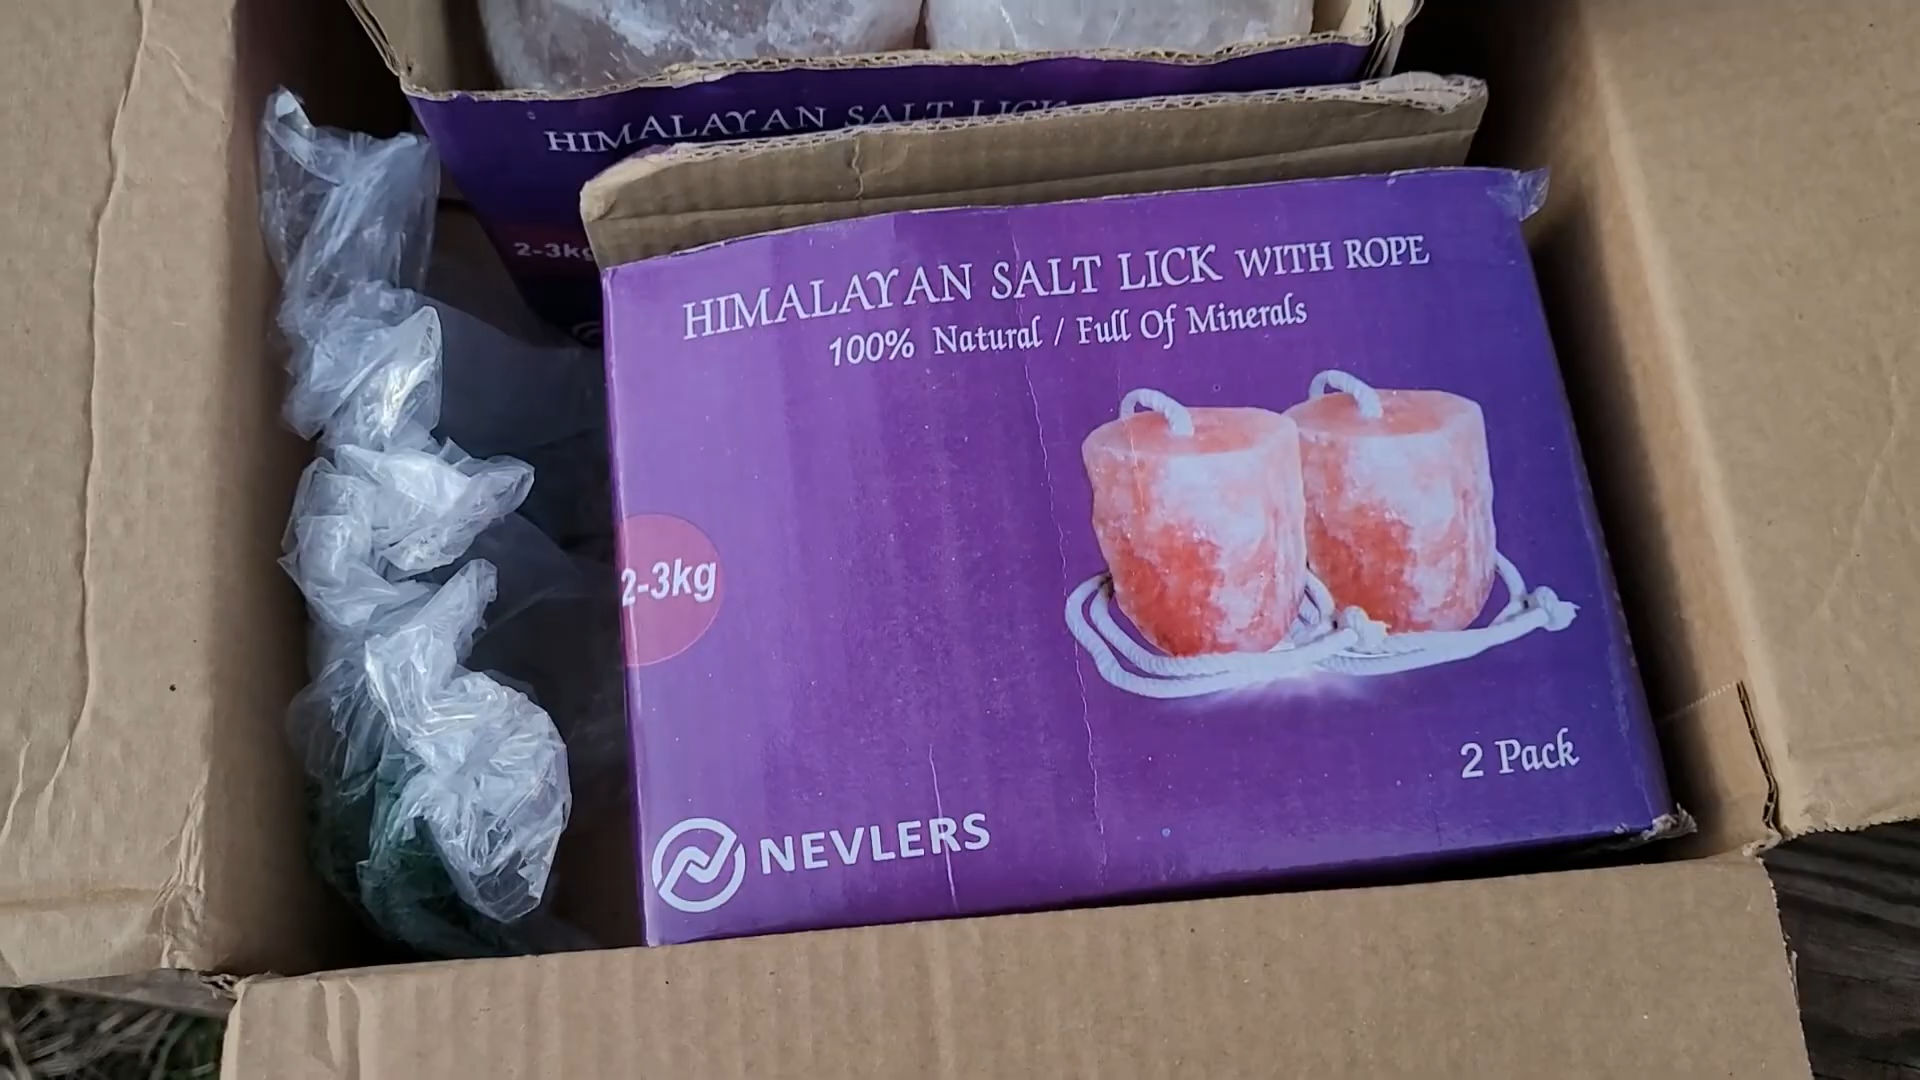 HIMALAYAN SALT LICK
2-3kg
HIMALAYAN SALT LICK WITH ROPE
100% Natural / Full Of Minerals
2-3kg
2 Pack
NEVLERS